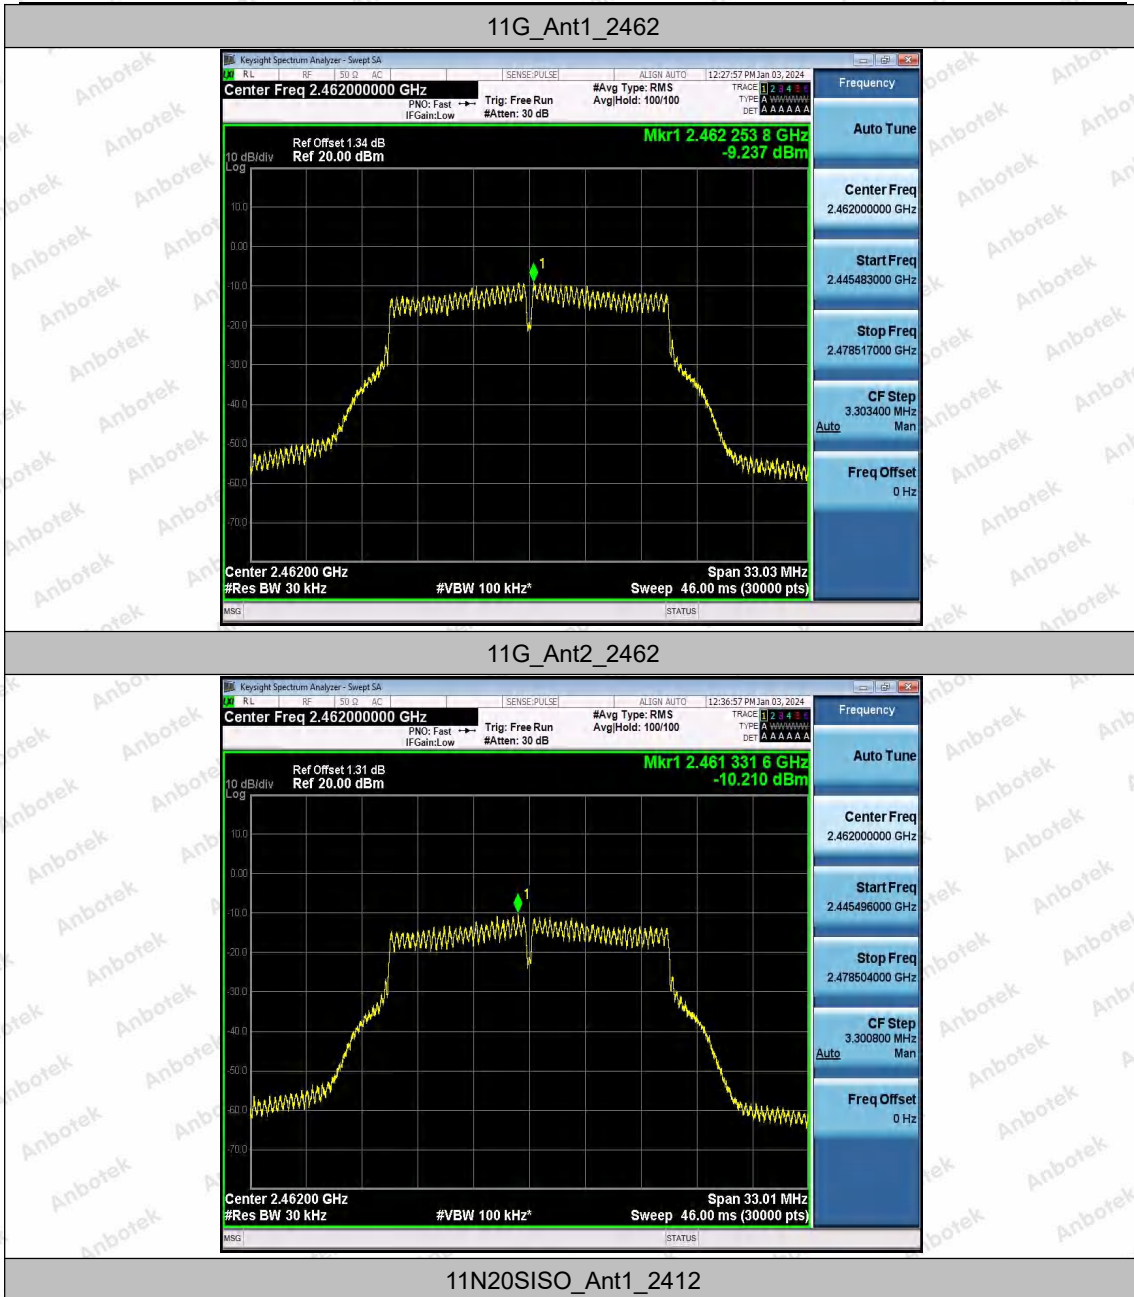 11G_Ant1_2462
Keysight Spectrum Analyzer - Swept SA
RL RF 50 Ω AC SENSE:PULSE ALIGN AUTO 12:27:57 PM Jan 03, 2024
Center Freq 2.462000000 GHz #Avg Type: RMS TRACE 1 2 3 4 5 6
PNO: Fast Trig: Free Run Avg|Hold: 100/100 TYPE A WWWWW
IFGain:Low #Atten: 30 dB DET A A A A A A
Frequency
Mkr1 2.462 253 8 GHz
Ref Offset 1.34 dB
10 dB/div Ref 20.00 dBm -9.237 dBm
Log
Auto Tune
10.0
0.00
-10.0
-20.0
-30.0
-40.0
-50.0
-60.0
-70.0
1
Center Freq
2.462000000 GHz
Start Freq
2.445483000 GHz
Stop Freq
2.478517000 GHz
CF Step
3.303400 MHz
Auto Man
Freq Offset
0 Hz
Center 2.46200 GHz Span 33.03 MHz
#Res BW 30 kHz #VBW 100 kHz* Sweep 46.00 ms (30000 pts)
MSG STATUS
11G_Ant2_2462
Keysight Spectrum Analyzer - Swept SA
RL RF 50 Ω AC SENSE:PULSE ALIGN AUTO 12:36:57 PM Jan 03, 2024
Center Freq 2.462000000 GHz #Avg Type: RMS TRACE 1 2 3 4 5 6
PNO: Fast Trig: Free Run Avg|Hold: 100/100 TYPE A WWWWW
IFGain:Low #Atten: 30 dB DET A A A A A A
Frequency
Mkr1 2.461 331 6 GHz
Ref Offset 1.31 dB
10 dB/div Ref 20.00 dBm -10.210 dBm
Log
Auto Tune
10.0
0.00
-10.0
-20.0
-30.0
-40.0
-50.0
-60.0
-70.0
1
Center Freq
2.462000000 GHz
Start Freq
2.445496000 GHz
Stop Freq
2.478504000 GHz
CF Step
3.300800 MHz
Auto Man
Freq Offset
0 Hz
Center 2.46200 GHz Span 33.01 MHz
#Res BW 30 kHz #VBW 100 kHz* Sweep 46.00 ms (30000 pts)
MSG STATUS
11N20SISO_Ant1_2412
Anbotek